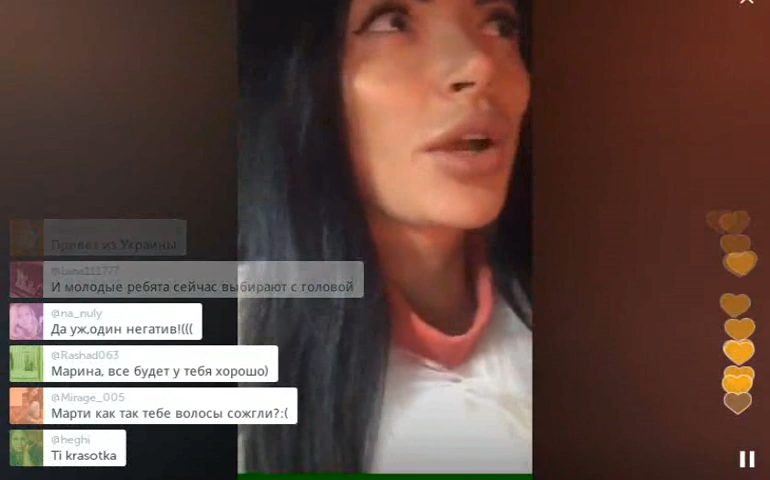 Привет из Украины
@Lana111777
И молодые ребята сейчас выбирают с головой
@na_nuly
Да уж,один негатив!(((
@Rashad063
Марина, все будет у тебя хорошо)
@Mirage_005
Марти как так тебе волосы сожгли?:(
@heghi
Ti krasotka